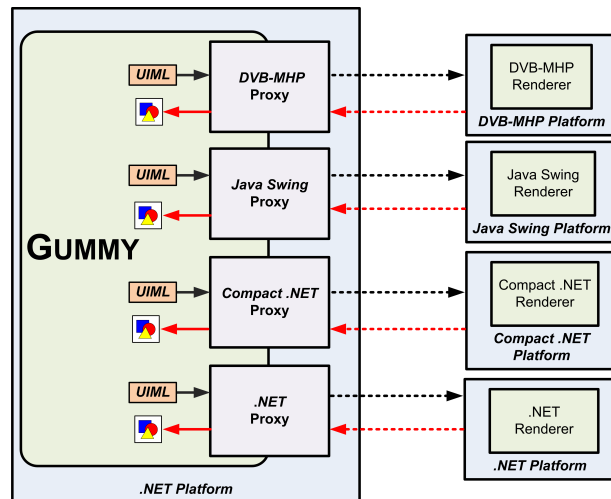 UIML
DVB-MHP
Proxy
DVB-MHP
Renderer
DVB-MHP Platform
UIML
Java Swing
Proxy
Java Swing
Renderer
Java Swing Platform
GUMMY
UIML
Compact .NET
Proxy
Compact .NET
Renderer
Compact .NET
Platform
UIML
.NET
Proxy
.NET
Renderer
.NET Platform
.NET Platform